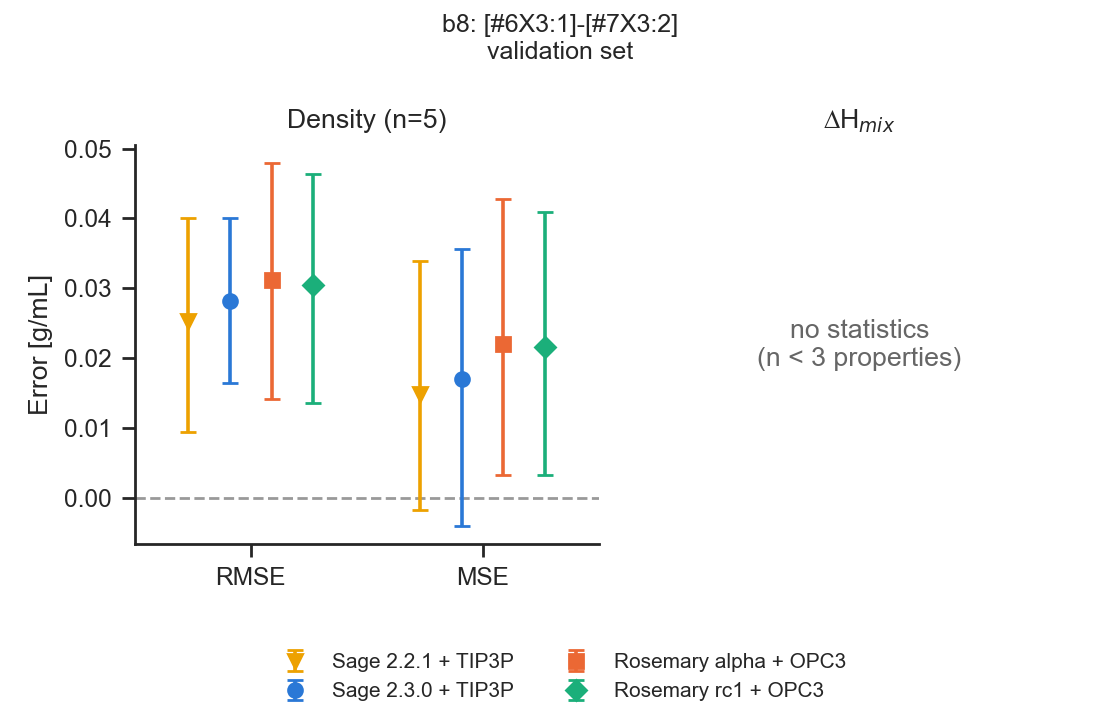 b8: [#6X3:1]-[#7X3:2]
validation set
Density (n=5)
ΔHmix
0.05
0.04
0.03
0.02
0.01
0.00
Error [g/mL]
RMSE
MSE
no statistics
(n < 3 properties)
Sage 2.2.1 + TIP3P
Sage 2.3.0 + TIP3P
Rosemary alpha + OPC3
Rosemary rc1 + OPC3